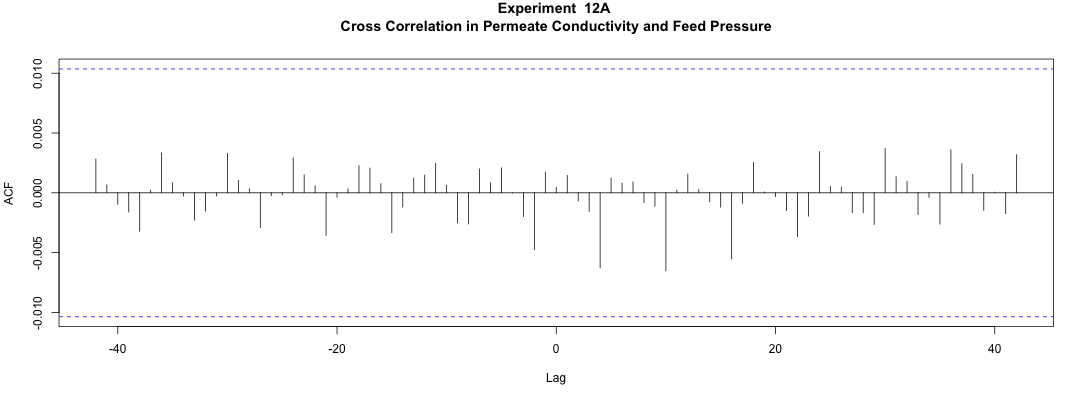 Experiment 12A
Cross Correlation in Permeate Conductivity and Feed Pressure
ACF
0.010
0.005
0.000
-0.005
-0.010
-40
-20
0
20
40
Lag